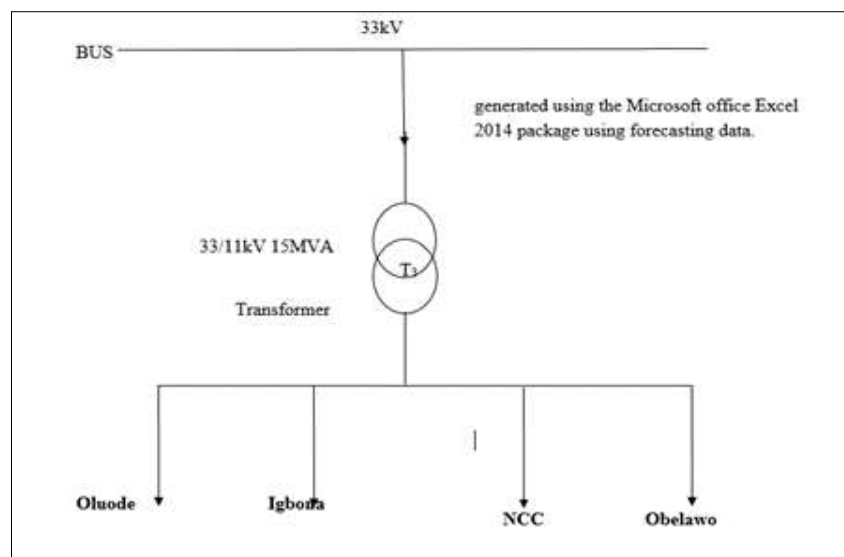 33kV
BUS
generated using the Microsoft office Excel
2014 package using forecasting data.
33/11kV 15MVA
T3
Transformer
Oluode
Igbona
NCC
Obelawo